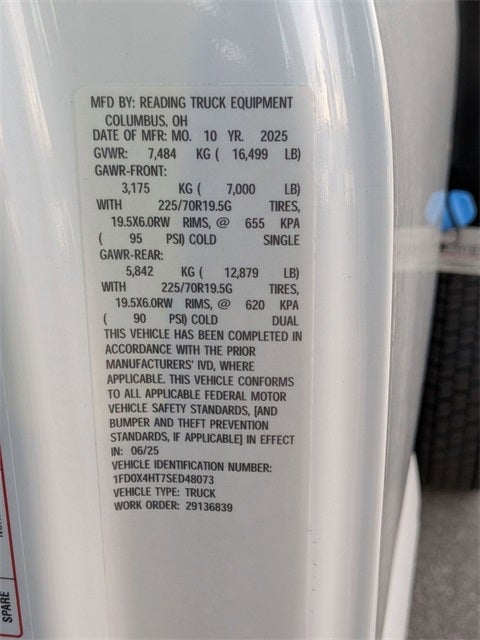 MFD BY: READING TRUCK EQUIPMENT
COLUMBUS, OH
DATE OF MFR: MO. 10 YR. 2025
GVWR: 7,484 KG ( 16,499 LB)
GAWR-FRONT:
3,175 KG ( 7,000 LB)
WITH 225/70R19.5G TIRES,
19.5X6.0RW RIMS, @ 655 KPA
( 95 PSI) COLD SINGLE
GAWR-REAR:
5,842 KG ( 12,879 LB)
WITH 225/70R19.5G TIRES,
19.5X6.0RW RIMS, @ 620 KPA
( 90 PSI) COLD DUAL
THIS VEHICLE HAS BEEN COMPLETED IN
ACCORDANCE WITH THE PRIOR
MANUFACTURERS' IVD, WHERE
APPLICABLE. THIS VEHICLE CONFORMS
TO ALL APPLICABLE FEDERAL MOTOR
VEHICLE SAFETY STANDARDS, [AND
BUMPER AND THEFT PREVENTION
STANDARDS, IF APPLICABLE] IN EFFECT
IN: 06/25
VEHICLE IDENTIFICATION NUMBER:
1FD0X4HT7SED48073
VEHICLE TYPE: TRUCK
WORK ORDER: 29136839
SPARE